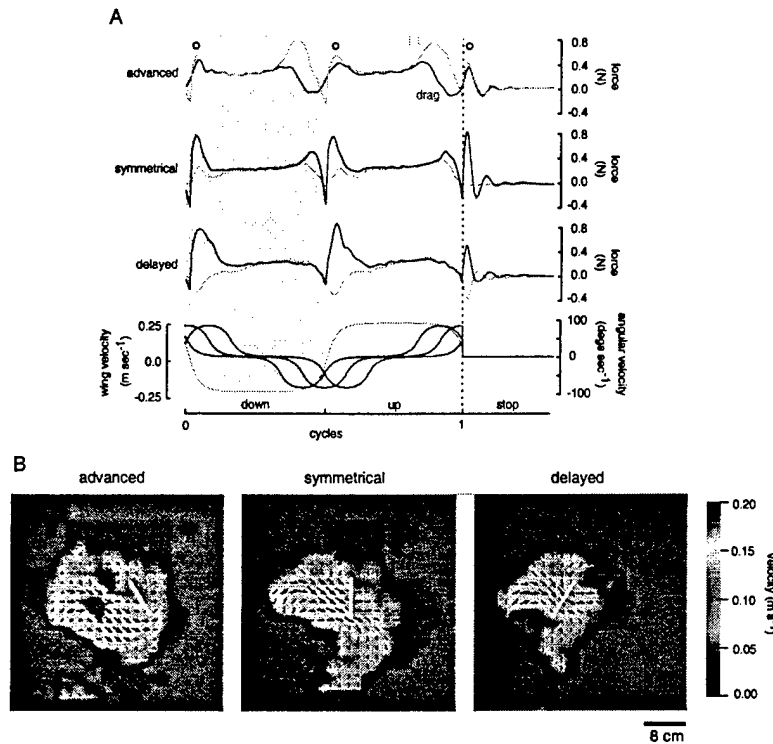 A
advanced
drag
0.8
0.4
0.0
-0.4
force
(N)
symmetrical
0.8
0.4
0.0
-0.4
force
(N)
delayed
0.8
0.4
0.0
-0.4
force
(N)
wing velocity
(m sec-1)
0.25
0.0
-0.25
100
0
-100
angular velocity
(degs sec-1)
down
up
stop
0
cycles
1
B
advanced
symmetrical
delayed
0.20
0.15
0.10
0.05
0.00
velocity (m s-1)
8 cm